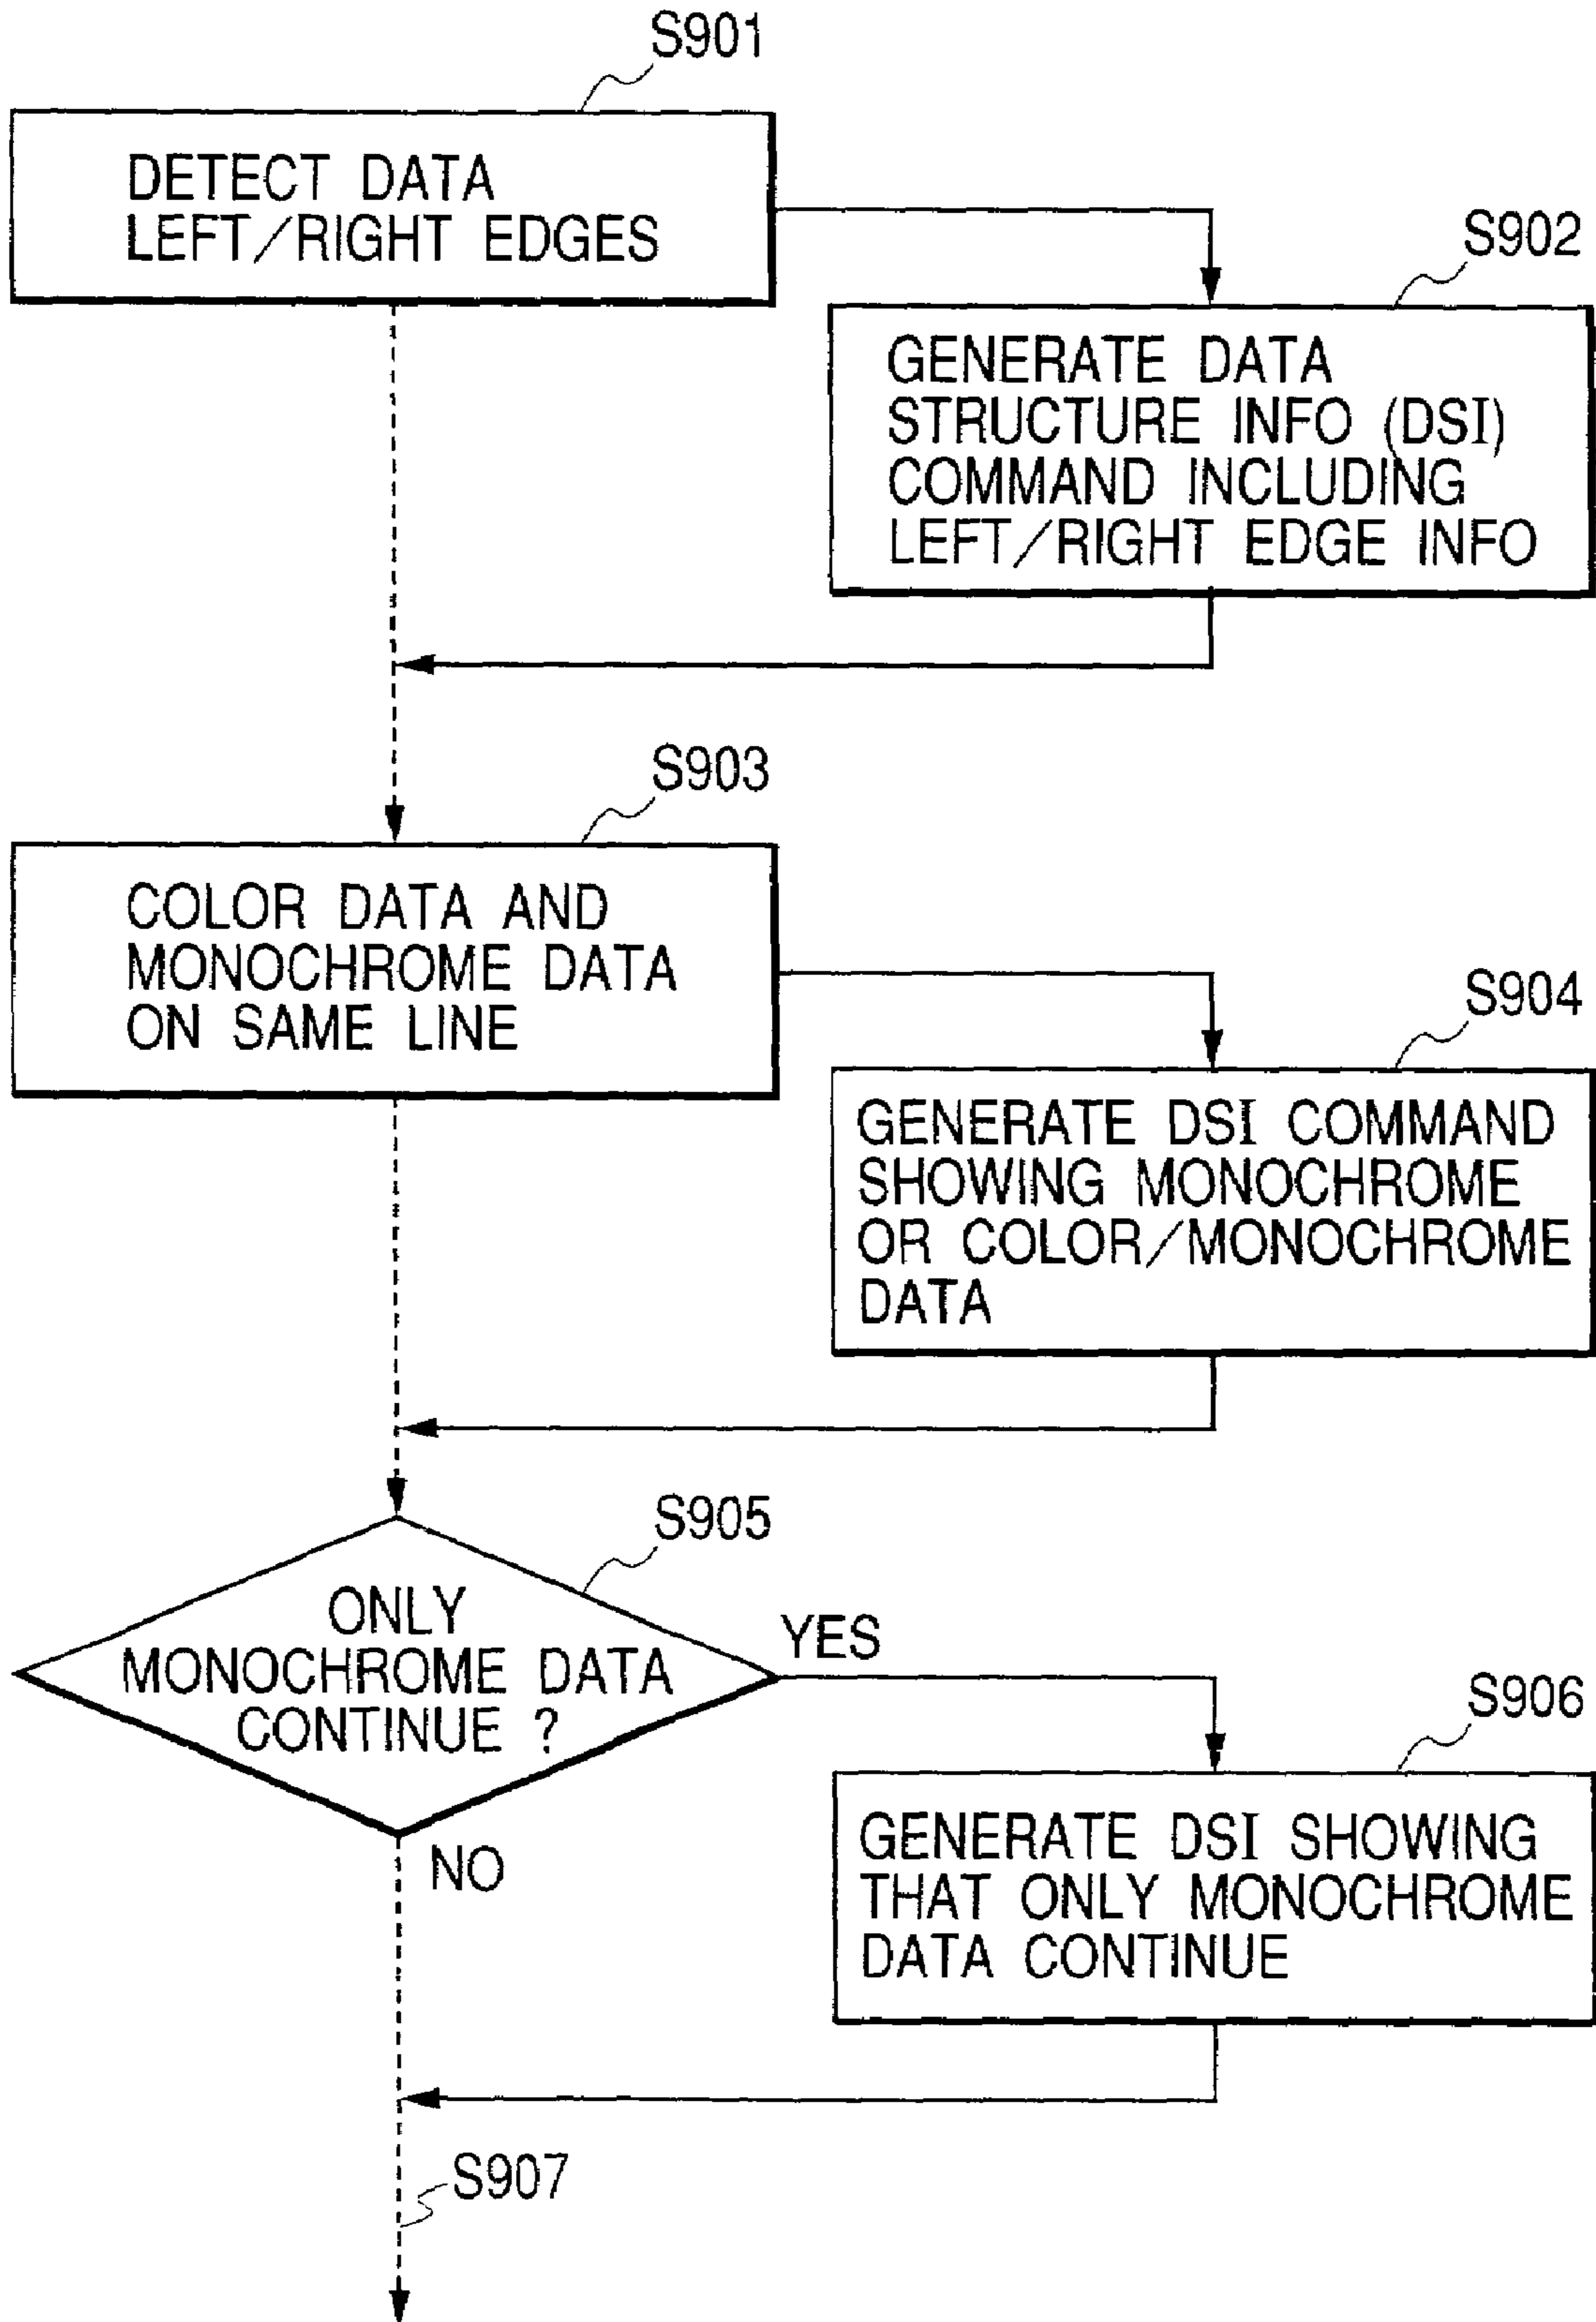 S901
DETECT DATA
LEFT/RIGHT EDGES
S902
GENERATE DATA
STRUCTURE INFO (DSI)
COMMAND INCLUDING
LEFT/RIGHT EDGE INFO
S903
COLOR DATA AND
MONOCHROME DATA
ON SAME LINE
S904
GENERATE DSI COMMAND
SHOWING MONOCHROME
OR COLOR/MONOCHROME
DATA
S905
ONLY
MONOCHROME DATA
CONTINUE ?
YES
NO
S906
GENERATE DSI SHOWING
THAT ONLY MONOCHROME
DATA CONTINUE
S907